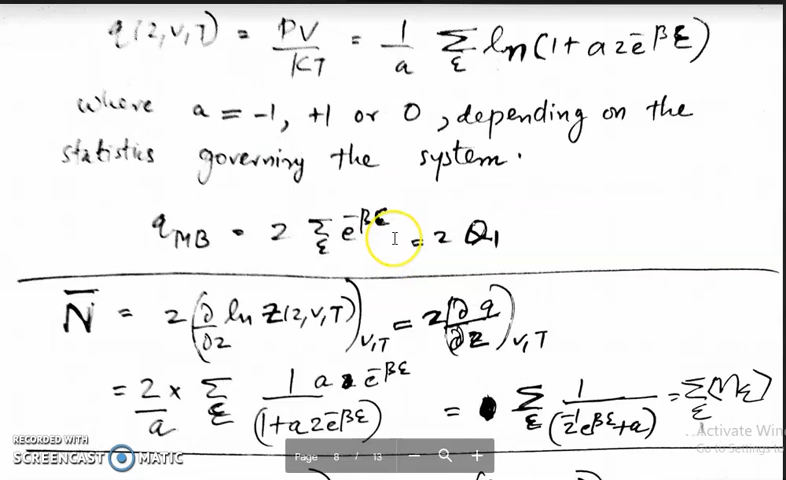 q(z,v,T) = PV/KT = 1/a Σ_ε ln(1+a z e^-βε)
where a = -1, +1 or 0, depending on the
statistics governing the system.
q_MB = z Σ_ε e^-βε = z Q_1
N̄ = z(∂/∂z ln Z(z,v,T))_V,T = z(∂q/∂z)_V,T
= z/a × Σ_ε 1 a e^-βε/(1+a z e^-βε) = Σ_ε 1/(z^-1 e^βε+a) = Σ_ε ⟨n_ε⟩
Activate Win
Go to Settings to
RECORDED WITH
SCREENCAST MATIC
Page 8 / 13